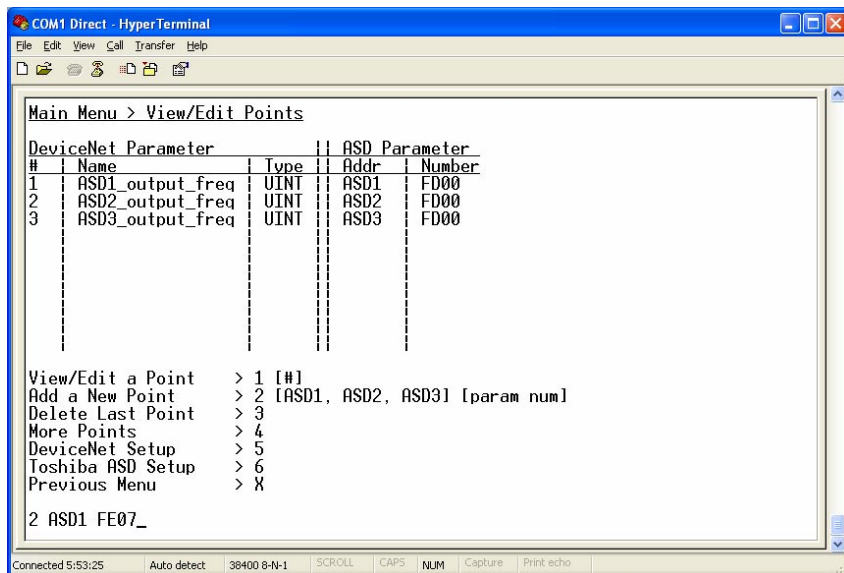 COM1 Direct - HyperTerminal
File Edit View Call Transfer Help
Main Menu > View/Edit Points
DeviceNet Parameter || ASD Parameter
# | Name | Type || Addr | Number
1 | ASD1_output_freq | UINT || ASD1 | FD00
2 | ASD2_output_freq | UINT || ASD2 | FD00
3 | ASD3_output_freq | UINT || ASD3 | FD00
View/Edit a Point > 1 [#]
Add a New Point > 2 [ASD1, ASD2, ASD3] [param num]
Delete Last Point > 3
More Points > 4
DeviceNet Setup > 5
Toshiba ASD Setup > 6
Previous Menu > X
2 ASD1 FE07_
Connected 5:53:25 Auto detect 38400 8-N-1 SCROLL CAPS NUM Capture Print echo